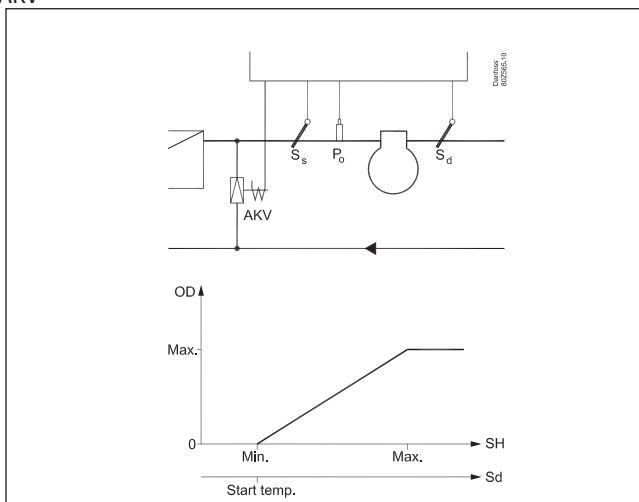 AKV
Danfoss
80Z565.10
Ss Po Sd
AKV
OD
Max.
0
SH
Min. Max.
Sd
Start temp.